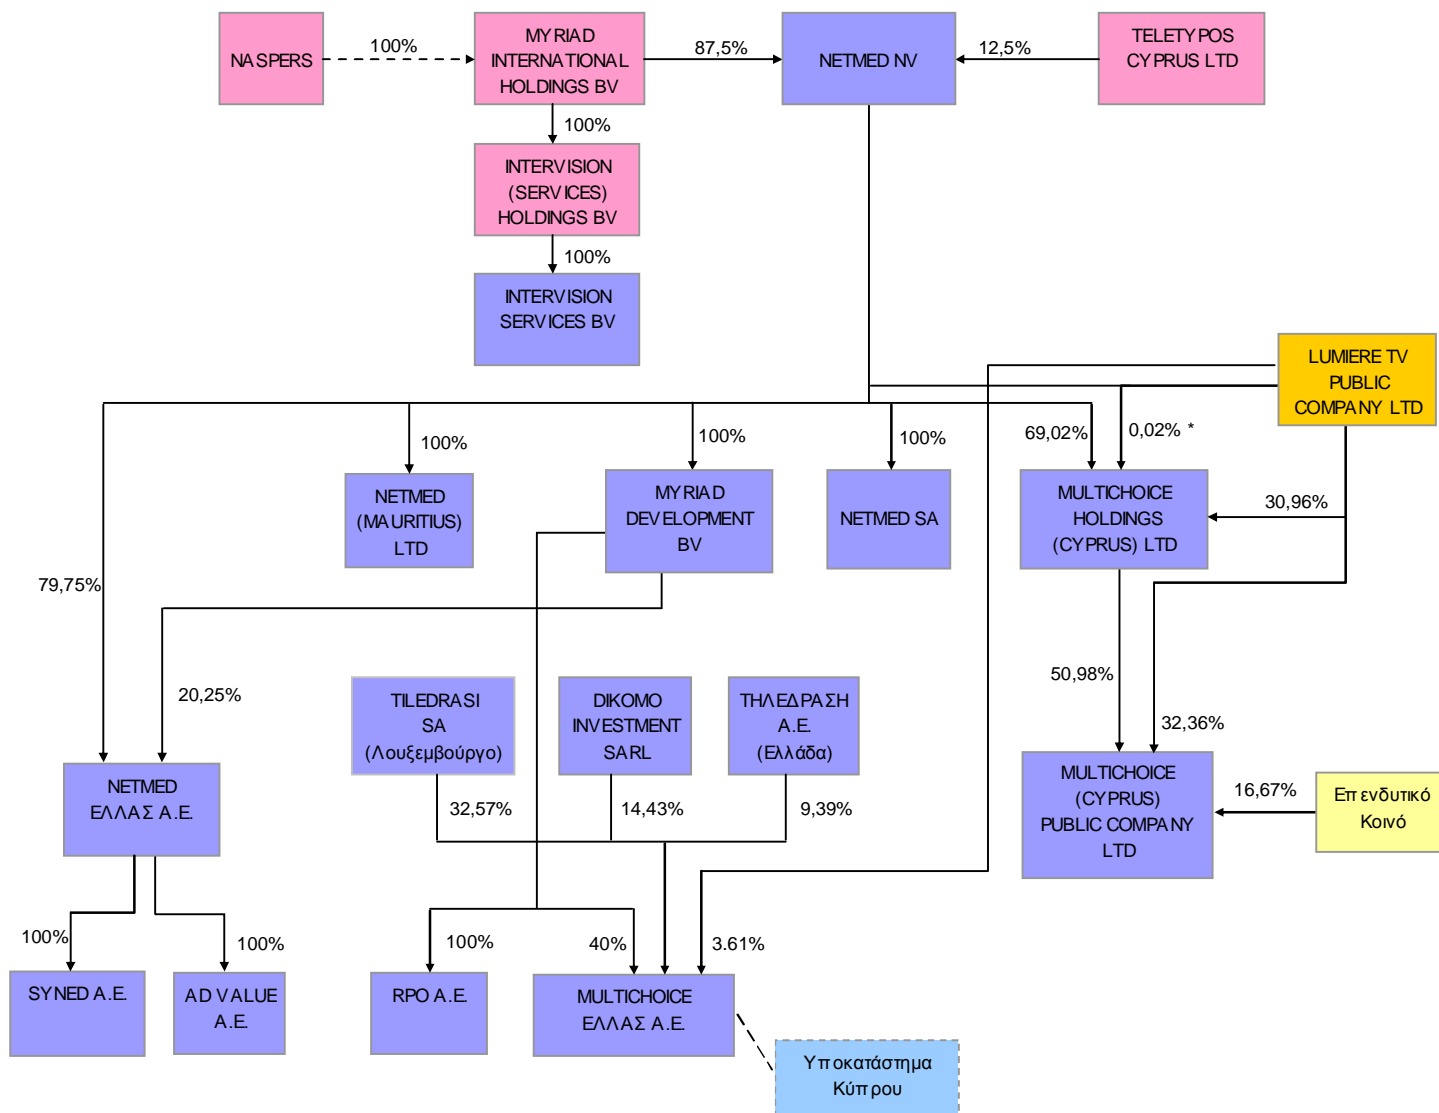 NASPERS
100%
MYRIAD
INTERNATIONAL
HOLDINGS BV
87,5%
NETMED NV
12,5%
TELETYPOS
CYPRUS LTD
100%
INTERVISION
(SERVICES)
HOLDINGS BV
100%
INTERVISION
SERVICES BV
LUMIERE TV
PUBLIC
COMPANY LTD
100%
100%
100%
69,02%
0,02% *
NETMED
(MAURITIUS)
LTD
MYRIAD
DEVELOPMENT
BV
NETMED SA
MULTICHOICE
HOLDINGS
(CYPRUS) LTD
30,96%
79,75%
20,25%
TILEDRASI
SA
(Λουξεμβούργο)
DIKOMO
INVESTMENT
SARL
ΤΗΛΕΔΡΑΣΗ
Α.Ε.
(Ελλάδα)
50,98%
32,36%
NETMED
ΕΛΛΑΣ Α.Ε.
32,57%
14,43%
9,39%
MULTICHOICE
(CYPRUS)
PUBLIC COMPANY
LTD
16,67%
Επενδυτικό
Κοινό
100%
100%
100%
40%
3.61%
SYNED A.E.
AD VALUE
A.E.
RPO A.E.
MULTICHOICE
ΕΛΛΑΣ Α.Ε.
Υποκατάστημα
Κύπρου